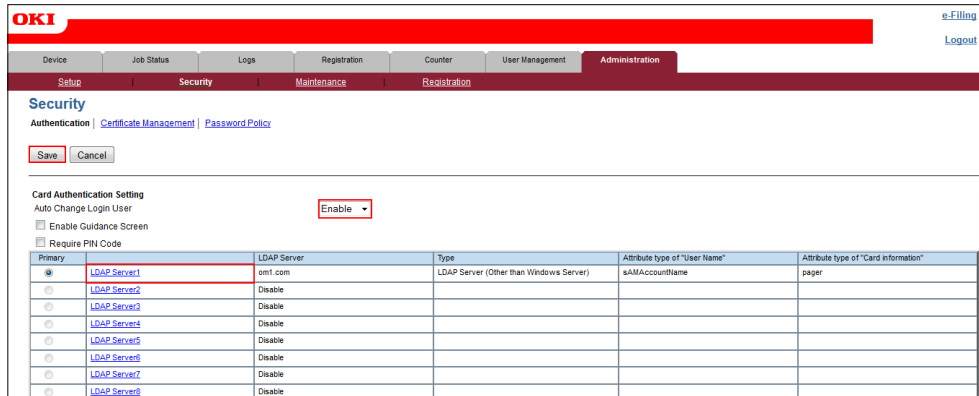 OKI
e-Filing
Logout
Device Job Status Logs Registration Counter User Management Administration
Setup | Security | Maintenance | Registration
Security
Authentication | Certificate Management | Password Policy
Save Cancel
Card Authentication Setting
Auto Change Login User Enable
Enable Guidance Screen
Require PIN Code
Primary LDAP Server Type Attribute type of "User Name" Attribute type of "Card information"
LDAP Server1 om1.com LDAP Server (Other than Windows Server) sAMAccountName pager
LDAP Server2 Disable
LDAP Server3 Disable
LDAP Server4 Disable
LDAP Server5 Disable
LDAP Server6 Disable
LDAP Server7 Disable
LDAP Server8 Disable